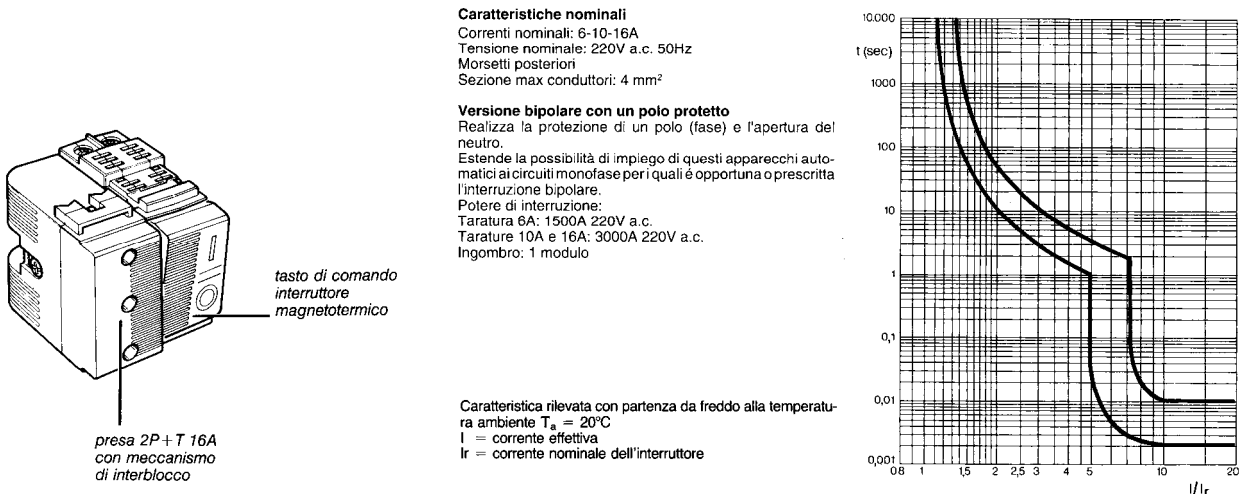 tasto di comando
interruttore
magnetotermico
presa 2P+T 16A
con meccanismo
di interblocco
Caratteristiche nominali
Correnti nominali: 6-10-16A
Tensione nominale: 220V a.c. 50Hz
Morsetti posteriori
Sezione max conduttori: 4 mm²
Versione bipolare con un polo protetto
Realizza la protezione di un polo (fase) e l'apertura del
neutro.
Estende la possibilità di impiego di questi apparecchi auto-
matici ai circuiti monofase per i quali é opportuna o prescritta
l'interruzione bipolare.
Potere di interruzione:
Taratura 6A: 1500A 220V a.c.
Tarature 10A e 16A: 3000A 220V a.c.
Ingombro: 1 modulo
Caratteristica rilevata con partenza da freddo alla temperatu-
ra ambiente Ta = 20°C
I = corrente effettiva
Ir = corrente nominale dell'interruttore
10.000
t (sec)
1000
100
10
1
0,1
0,01
0,001
0.8 1 1,5 2 2,5 3 4 5 10 20
I/Ir